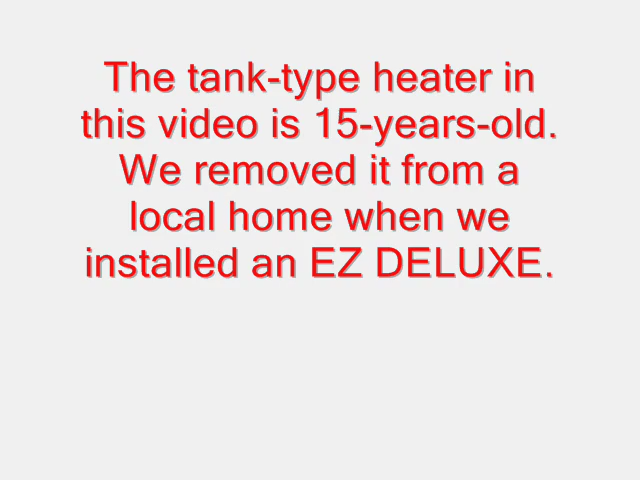 The tank-type heater in
this video is 15-years-old.
We removed it from a
local home when we
installed an EZ DELUXE.